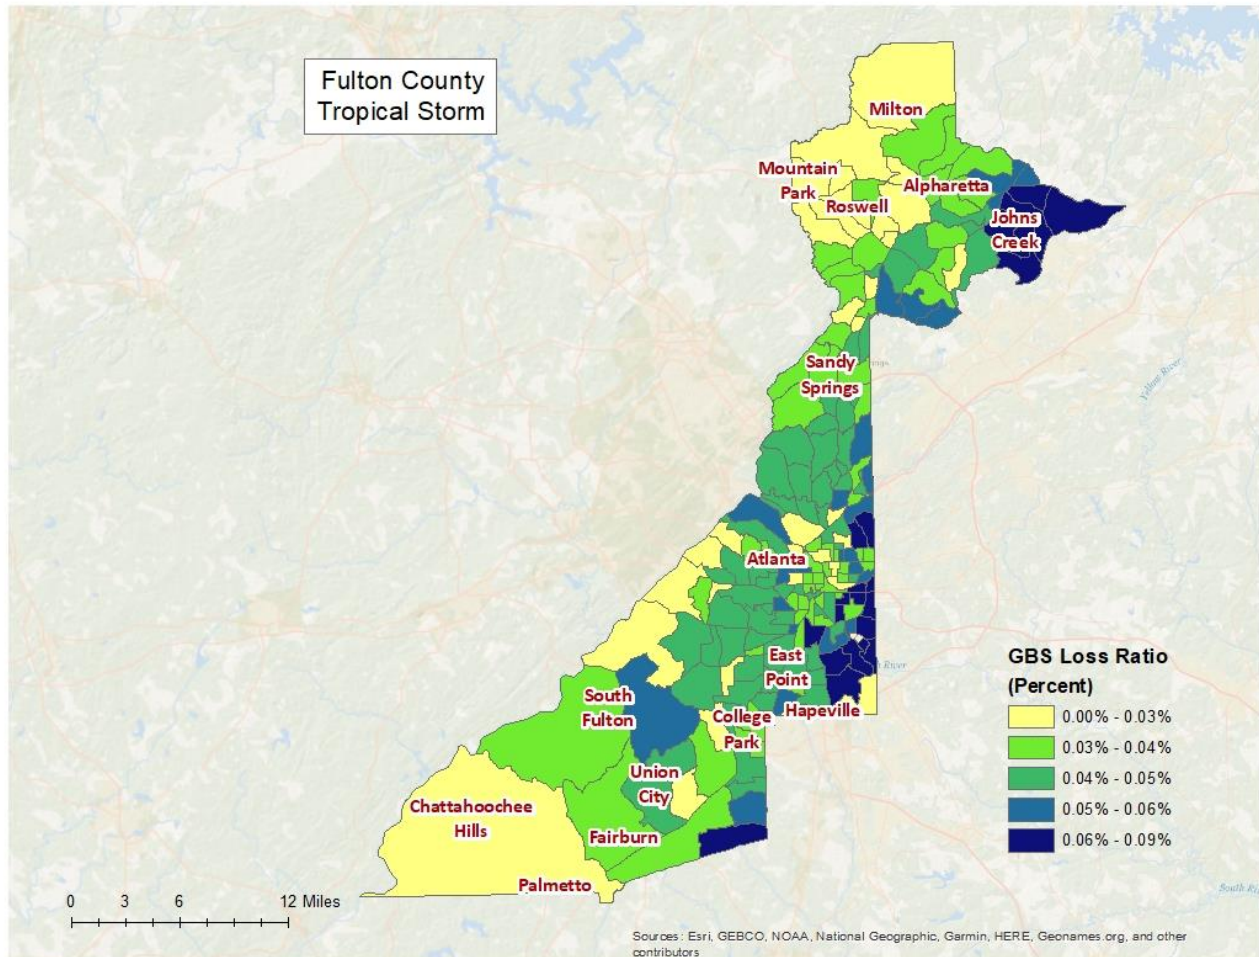 Fulton County
Tropical Storm
Milton
Mountain
Park
Alpharetta
Roswell
Johns
Creek
Sandy
Springs
Yellow River
Atlanta
East
Point
South
Fulton
College
Park
Hapeville
Union
City
Chattahoochee
Hills
Fairburn
Palmetto
GBS Loss Ratio
(Percent)
0.00% - 0.03%
0.03% - 0.04%
0.04% - 0.05%
0.05% - 0.06%
0.06% - 0.09%
0 3 6 12 Miles
Sources: Esri, GEBCO, NOAA, National Geographic, Garmin, HERE, Geonames.org, and other
contributors